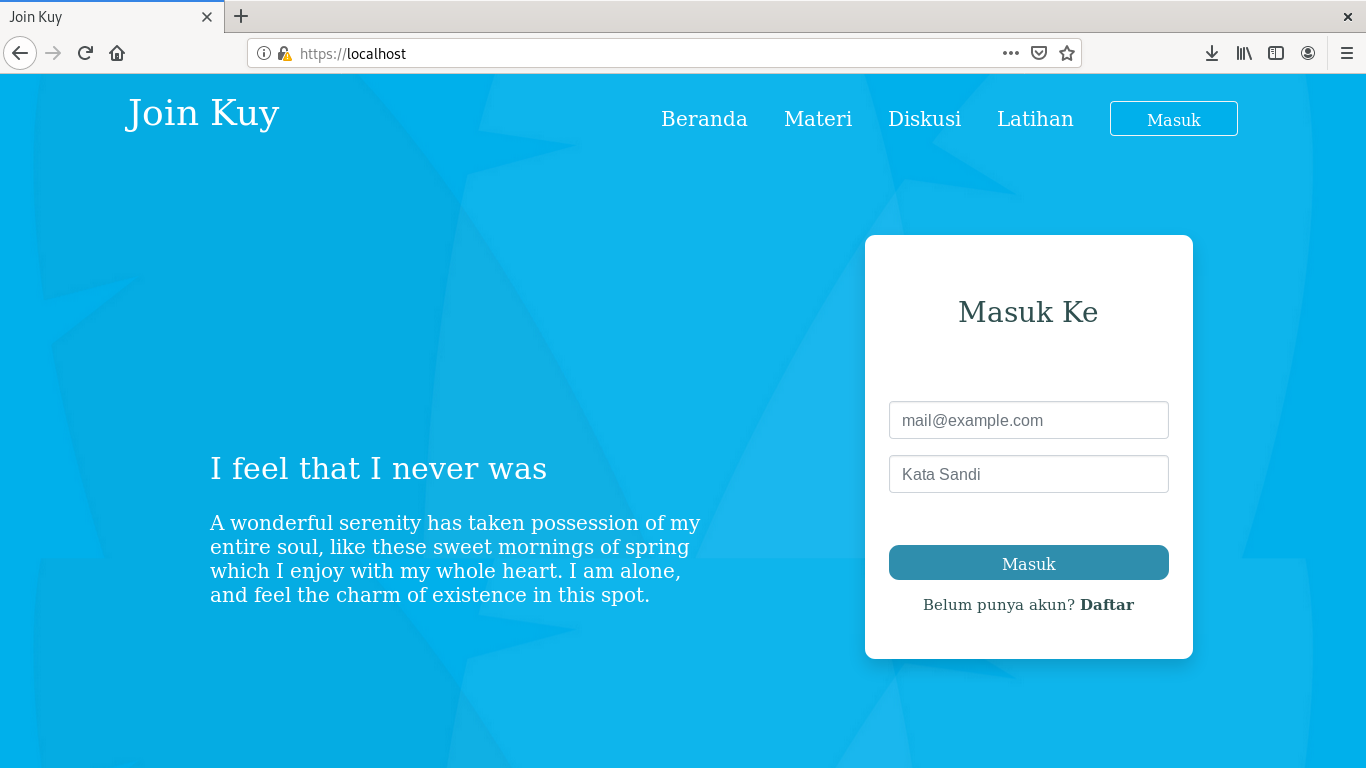 Join Kuy
https://localhost
Join Kuy
Beranda Materi Diskusi Latihan Masuk
I feel that I never was
A wonderful serenity has taken possession of my
entire soul, like these sweet mornings of spring
which I enjoy with my whole heart. I am alone,
and feel the charm of existence in this spot.
Masuk Ke
mail@example.com
Kata Sandi
Masuk
Belum punya akun? Daftar